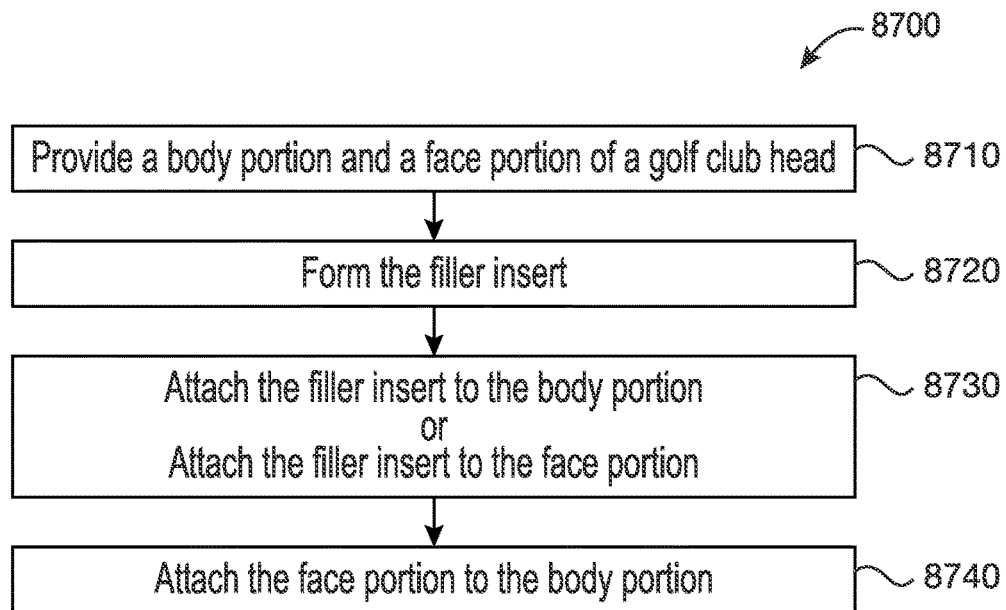 8700
Provide a body portion and a face portion of a golf club head
8710
Form the filler insert
8720
Attach the filler insert to the body portion
or
Attach the filler insert to the face portion
8730
Attach the face portion to the body portion
8740